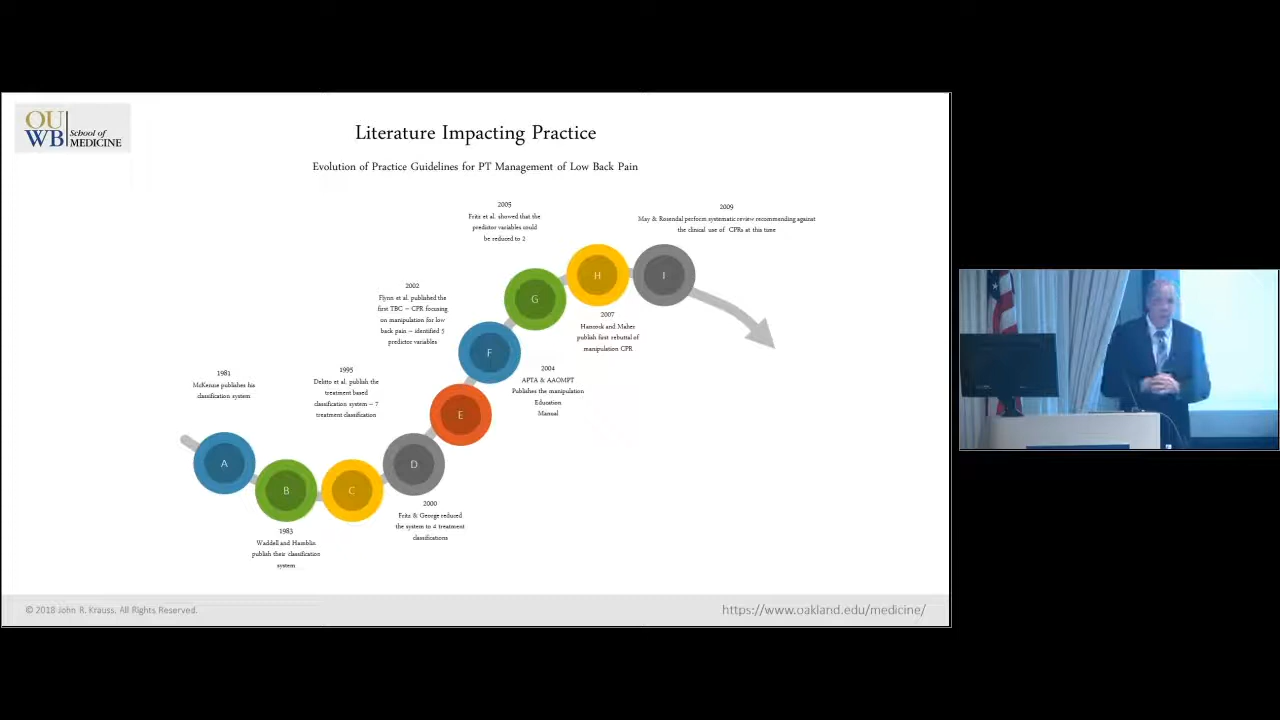 OU
WB
School of
MEDICINE
Literature Impacting Practice
Evolution of Practice Guidelines for PT Management of Low Back Pain
1981
McKenzie publishes his
classification system
A
1983
Waddell and Hamblin
publish their classification
system
B
1995
Delitto et al. publish the
treatment based
classification system – 7
treatment classification
C
2000
Fritz & George reduced
the system to 4 treatment
classifications
D
2002
Flynn et al. published the
first TBC – CPR focusing
on manipulation for low
back pain – identified 5
predictor variables
E
2004
APTA & AAOMPT
Publishes the manipulation
Education
Manual
F
2005
Fritz et al. showed that the
predictor variables could
be reduced to 2
G
2007
Hancock and Maher
publish first rebuttal of
manipulation CPR
H
2009
May & Rosendal perform systematic review recommending against
the clinical use of CPRs at this time
I
© 2018 John R. Krauss. All Rights Reserved.
https://www.oakland.edu/medicine/